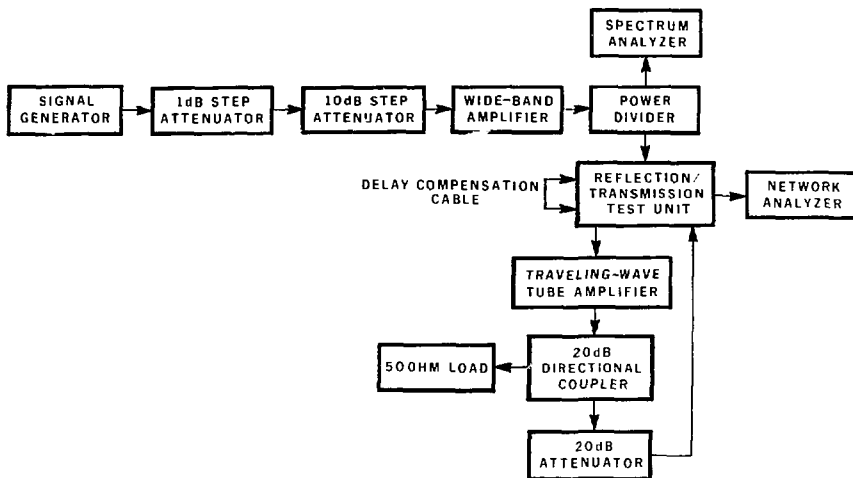 SPECTRUM
ANALYZER
SIGNAL
GENERATOR
1dB STEP
ATTENUATOR
10dB STEP
ATTENUATOR
WIDE-BAND
AMPLIFIER
POWER
DIVIDER
DELAY COMPENSATION
CABLE
REFLECTION/
TRANSMISSION
TEST UNIT
NETWORK
ANALYZER
TRAVELING-WAVE
TUBE AMPLIFIER
50OHM LOAD
20dB
DIRECTIONAL
COUPLER
20dB
ATTENUATOR